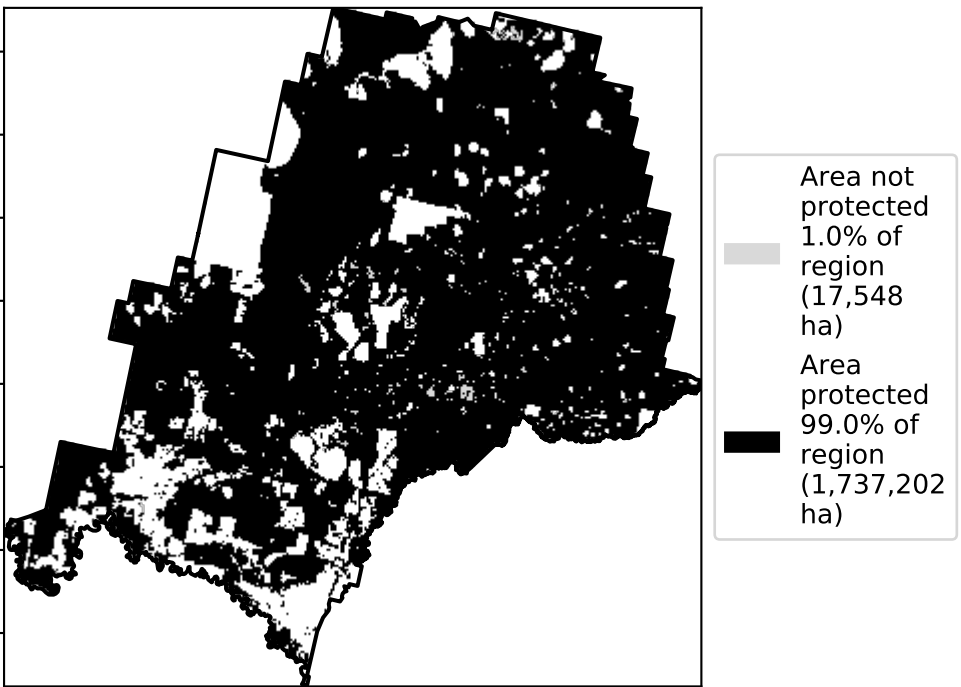 Area not
protected
1.0% of
region
(17,548
ha)
Area
protected
99.0% of
region
(1,737,202
ha)